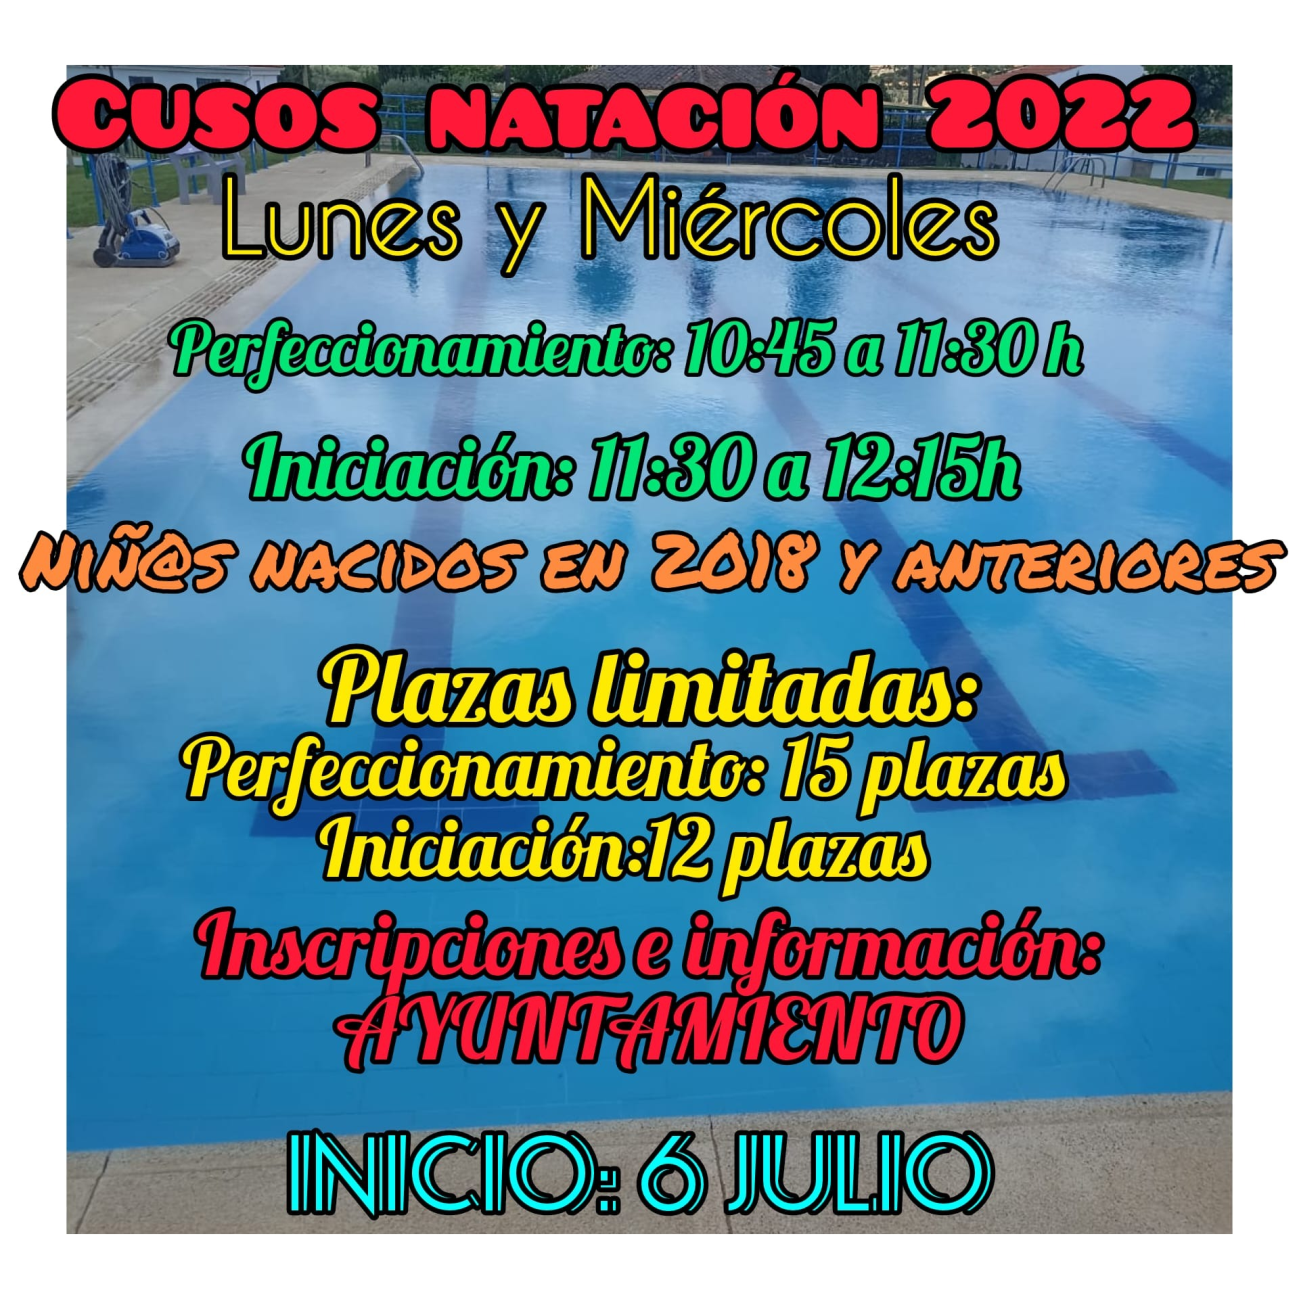 Cusos natación 2022
Lunes y Miércoles
Perfeccionamiento: 10:45 a 11:30 h
Iniciación: 11:30 a 12:15h
Niñ@s nacidos en 2018 y anteriores
Plazas limitadas:
Perfeccionamiento: 15 plazas
Iniciación:12 plazas
Inscripciones e información:
AYUNTAMIENTO
INICIO: 6 JULIO